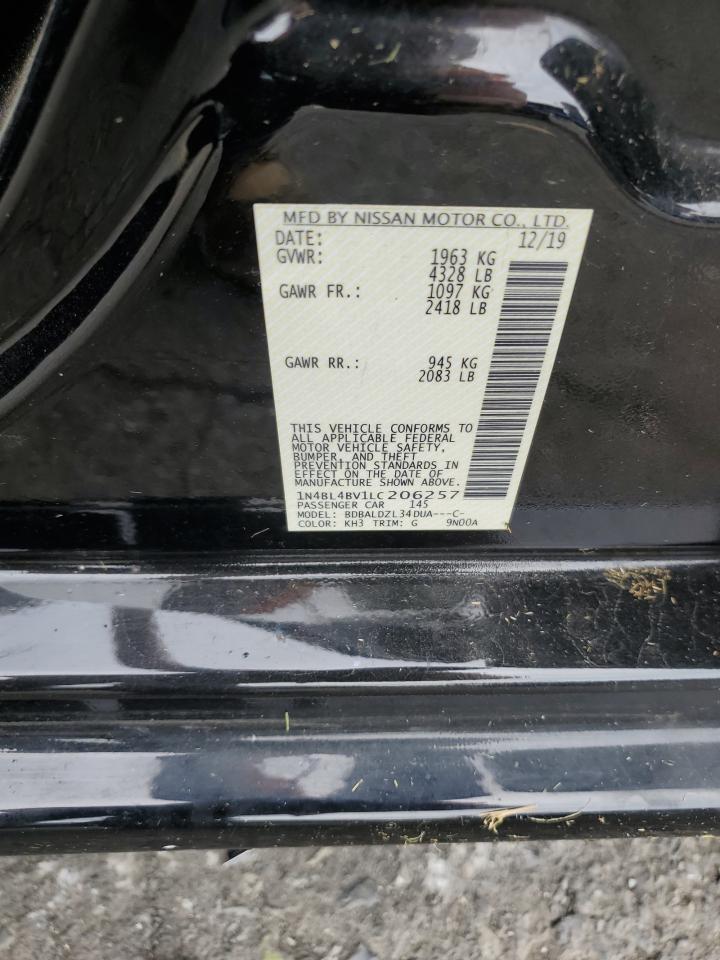 MFD BY NISSAN MOTOR CO., LTD.
DATE: 12/19
GVWR: 1963 KG
4328 LB
GAWR FR.: 1097 KG
2418 LB
GAWR RR.: 945 KG
2083 LB
THIS VEHICLE CONFORMS TO
ALL APPLICABLE FEDERAL
MOTOR VEHICLE SAFETY,
BUMPER, AND THEFT
PREVENTION STANDARDS IN
EFFECT ON THE DATE OF
MANUFACTURE SHOWN ABOVE.
1N4BL4BV1LC206257
PASSENGER CAR 145
MODEL: BDBALDZL34DUA---C-
COLOR: KH3 TRIM: G 9N00A